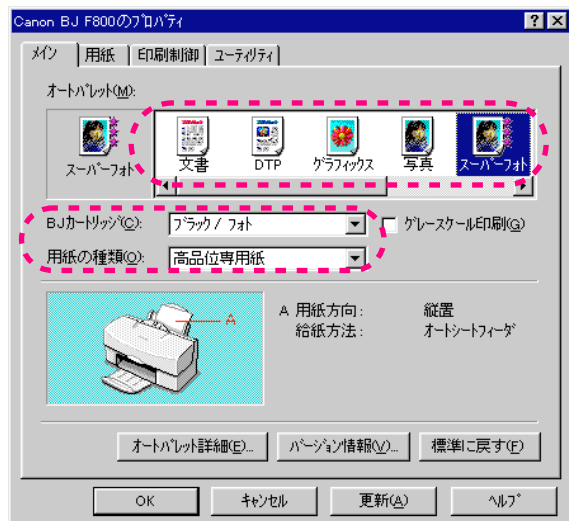 Canon BJ F800のﾌﾟﾛﾊﾟﾃｨ
ﾒｲﾝ 用紙 印刷制御 ﾕｰﾃｨﾘﾃｨ
ｵｰﾄﾊﾟﾚｯﾄ(M):
ｽｰﾊﾟｰﾌｫﾄ
文書 DTP ｸﾞﾗﾌｨｯｸｽ 写真 ｽｰﾊﾟｰﾌｫﾄ
BJｶｰﾄﾘｯｼﾞ(C): ﾌﾞﾗｯｸ / ﾌｫﾄ ｸﾞﾚｰｽｹｰﾙ印刷(G)
用紙の種類(O): 高品位専用紙
A
A 用紙方向: 縦置
給紙方法: ｵｰﾄｼｰﾄﾌｨｰﾀﾞ
ｵｰﾄﾊﾟﾚｯﾄ詳細(E)... ﾊﾞｰｼﾞｮﾝ情報(V)... 標準に戻す(F)
OK ｷｬﾝｾﾙ 更新(A) ﾍﾙﾌﾟ